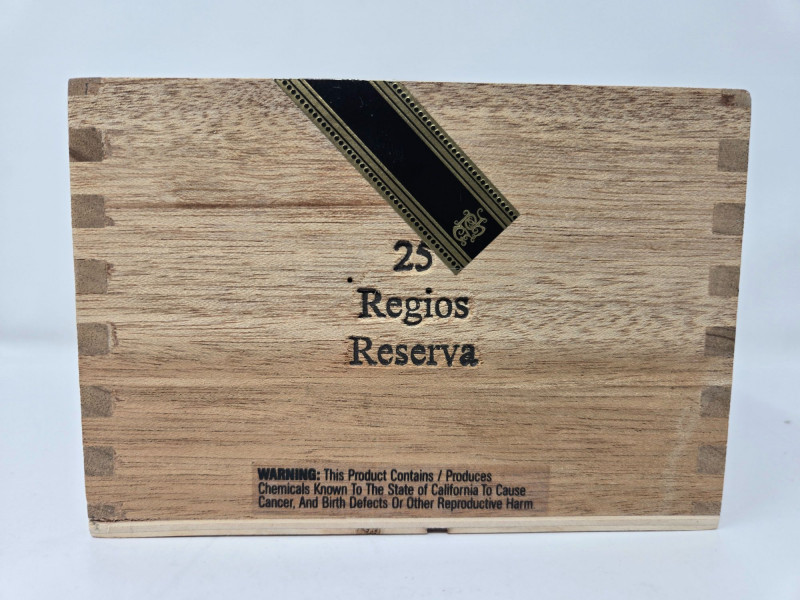 25
Regios
Reserva
WARNING: This Product Contains / Produces
Chemicals Known To The State of California To Cause
Cancer, And Birth Defects Or Other Reproductive Harm